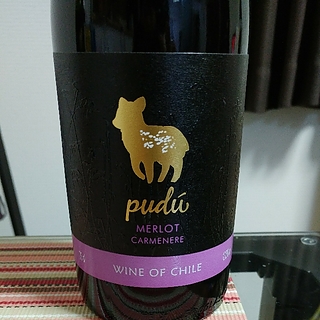 pudú
MERLOT
CARMENERE
WINE OF CHILE